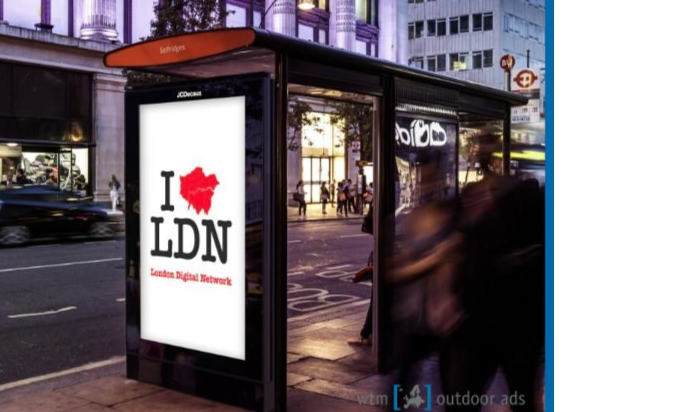 Selfridges
JCDecaux
I
LDN
London Digital Network
wtm outdoor ads